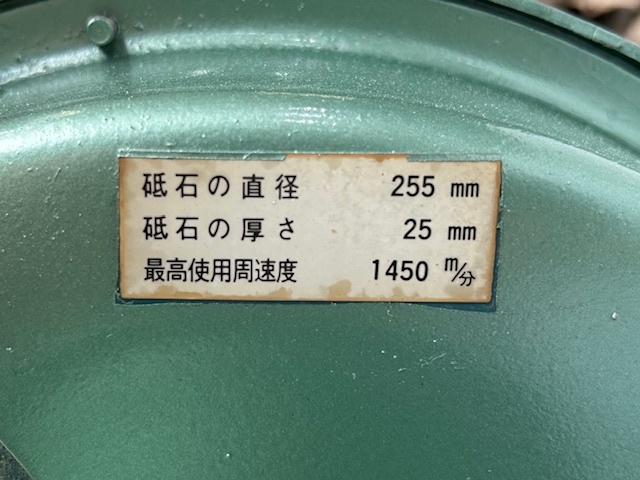 砥石の直径 255 mm
砥石の厚さ 25 mm
最高使用周速度 1450 m/分